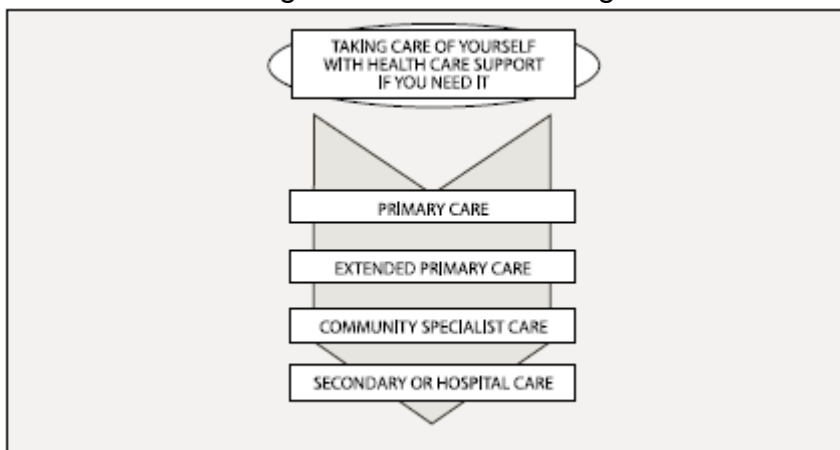 TAKING CARE OF YOURSELF
WITH HEALTH CARE SUPPORT
IF YOU NEED IT
PRIMARY CARE
EXTENDED PRIMARY CARE
COMMUNITY SPECIALIST CARE
SECONDARY OR HOSPITAL CARE